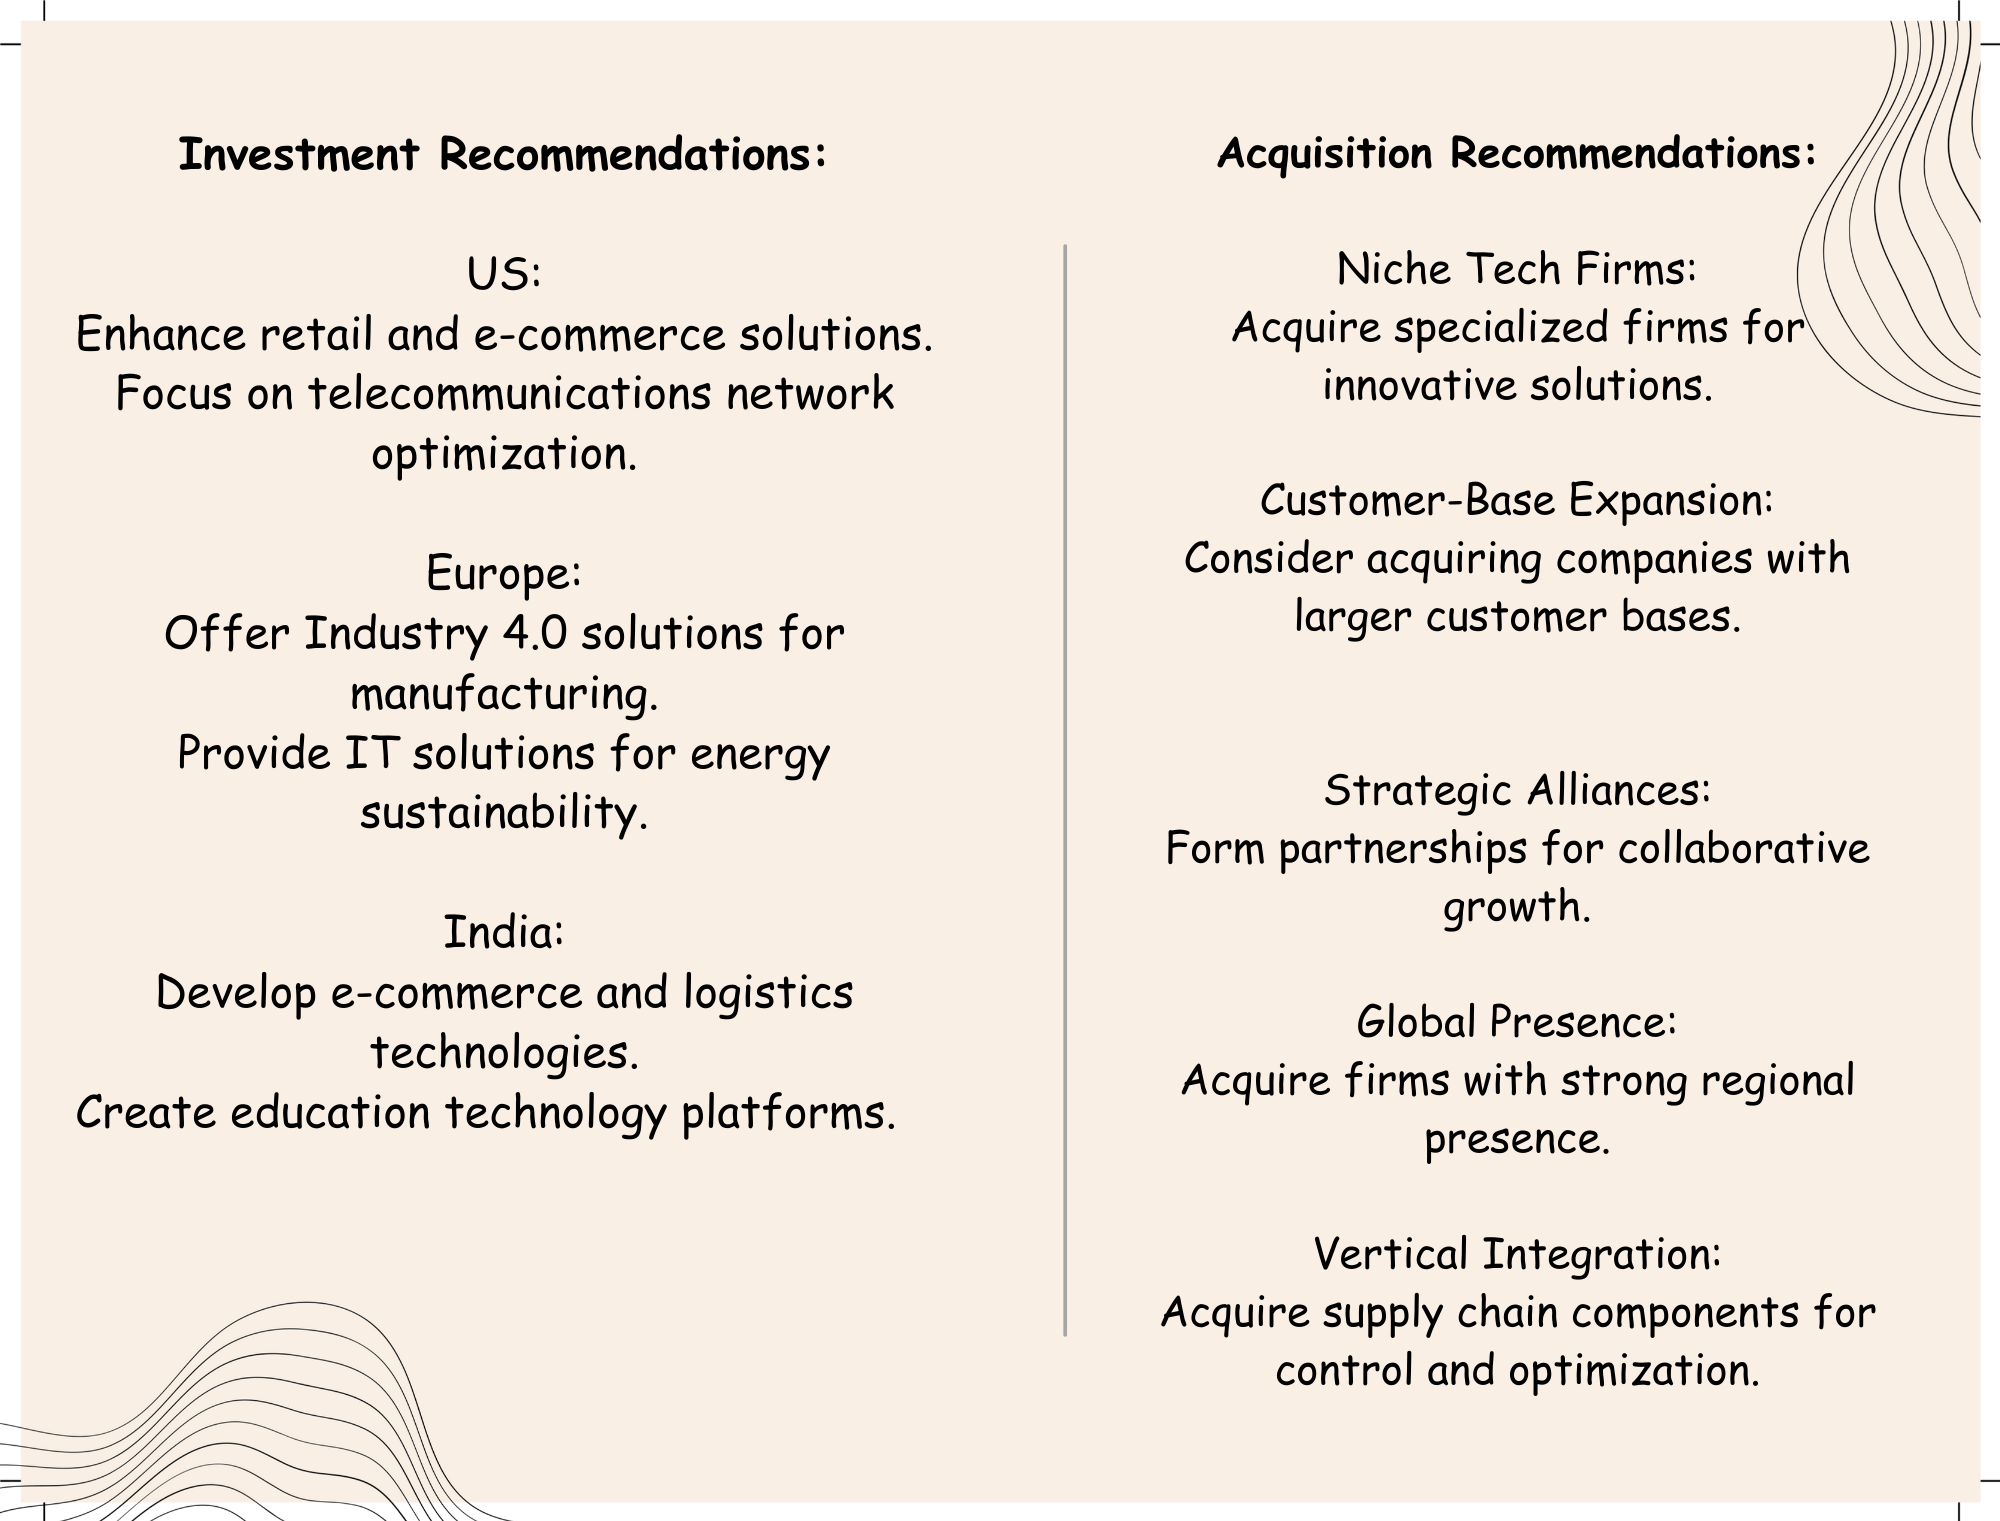 Investment Recommendations:
US:
Enhance retail and e-commerce solutions.
Focus on telecommunications network
optimization.
Europe:
Offer Industry 4.0 solutions for
manufacturing.
Provide IT solutions for energy
sustainability.
India:
Develop e-commerce and logistics
technologies.
Create education technology platforms.
Acquisition Recommendations:
Niche Tech Firms:
Acquire specialized firms for
innovative solutions.
Customer-Base Expansion:
Consider acquiring companies with
larger customer bases.
Strategic Alliances:
Form partnerships for collaborative
growth.
Global Presence:
Acquire firms with strong regional
presence.
Vertical Integration:
Acquire supply chain components for
control and optimization.